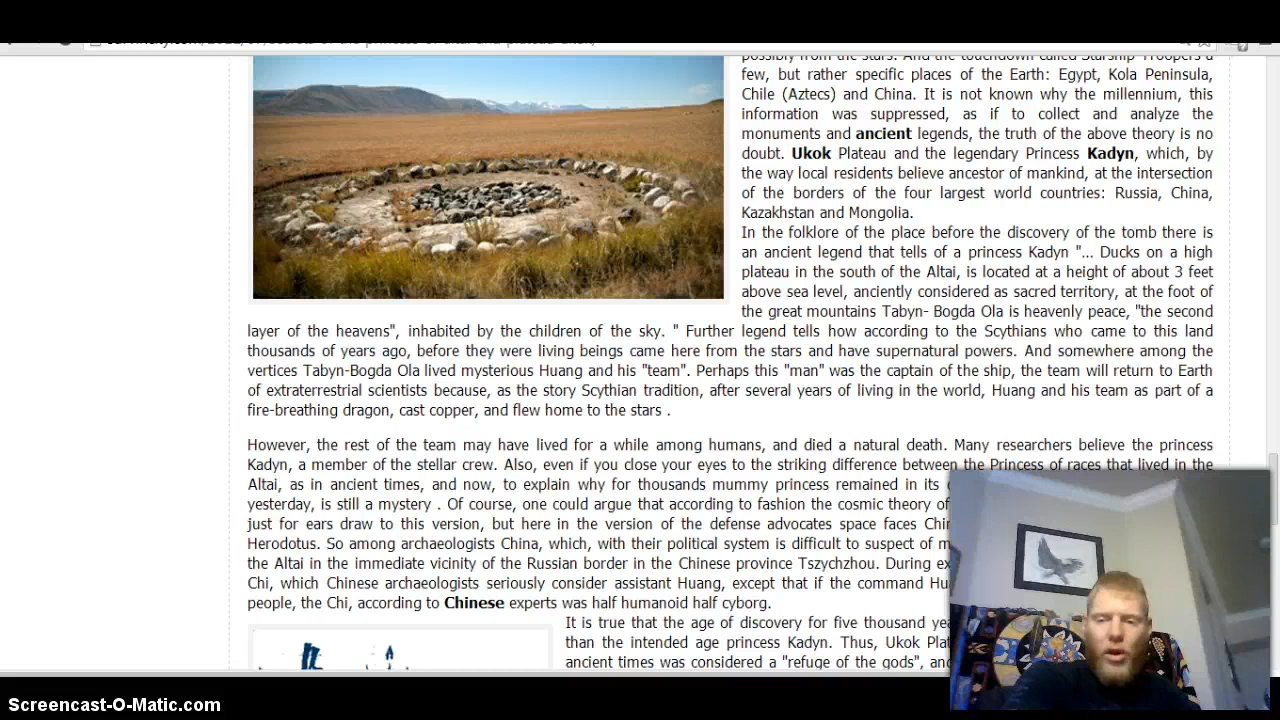 possibly from the stars. And the touchdown called Starship Troopers a
few, but rather specific places of the Earth: Egypt, Kola Peninsula,
Chile (Aztecs) and China. It is not known why the millennium, this
information was suppressed, as if to collect and analyze the
monuments and ancient legends, the truth of the above theory is no
doubt. Ukok Plateau and the legendary Princess Kadyn, which, by
the way local residents believe ancestor of mankind, at the intersection
of the borders of the four largest world countries: Russia, China,
Kazakhstan and Mongolia.
In the folklore of the place before the discovery of the tomb there is
an ancient legend that tells of a princess Kadyn "... Ducks on a high
plateau in the south of the Altai, is located at a height of about 3 feet
above sea level, anciently considered as sacred territory, at the foot of
the great mountains Tabyn- Bogda Ola is heavenly peace, "the second
layer of the heavens", inhabited by the children of the sky. " Further legend tells how according to the Scythians who came to this land
thousands of years ago, before they were living beings came here from the stars and have supernatural powers. And somewhere among the
vertices Tabyn-Bogda Ola lived mysterious Huang and his "team". Perhaps this "man" was the captain of the ship, the team will return to Earth
of extraterrestrial scientists because, as the story Scythian tradition, after several years of living in the world, Huang and his team as part of a
fire-breathing dragon, cast copper, and flew home to the stars .
However, the rest of the team may have lived for a while among humans, and died a natural death. Many researchers believe the princess
Kadyn, a member of the stellar crew. Also, even if you close your eyes to the striking difference between the Princess of races that lived in the
Altai, as in ancient times, and now, to explain why for thousands mummy princess remained in its
yesterday, is still a mystery . Of course, one could argue that according to fashion the cosmic theory of
just for ears draw to this version, but here in the version of the defense advocates space faces
Herodotus. So among archaeologists China, which, with their political system is difficult to suspect of
the Altai in the immediate vicinity of the Russian border in the Chinese province Tszychzhou. During
Chi, which Chinese archaeologists seriously consider assistant Huang, except that if the command
people, the Chi, according to Chinese experts was half humanoid half cyborg.
It is true that the age of discovery for five thousand
than the intended age princess Kadyn. Thus, Ukok
ancient times was considered a "refuge of the gods",
Screencast-O-Matic.com